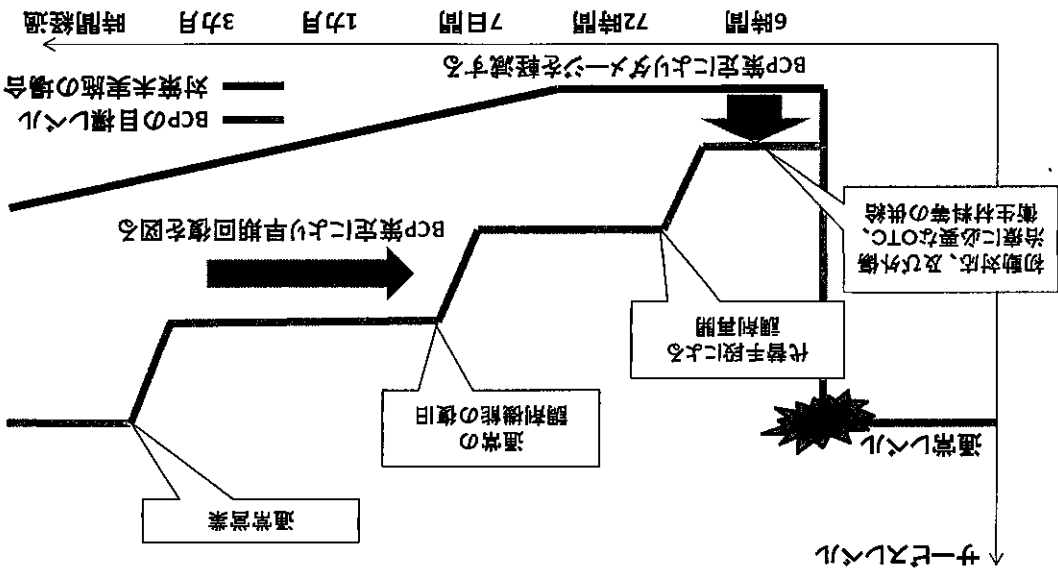 サービスレベル
通常レベル
通常営業
通常の
調剤機能の復旧
代替手段による
調剤再開
初動対応、及び外傷
治療に必要なOTC、
衛生材料等の供給
BCP策定により早期回復を図る
BCP策定によりダメージを軽減する
BCPの目標レベル
対策未実施の場合
6時間 72時間 7日間 1カ月 3カ月 時間経過